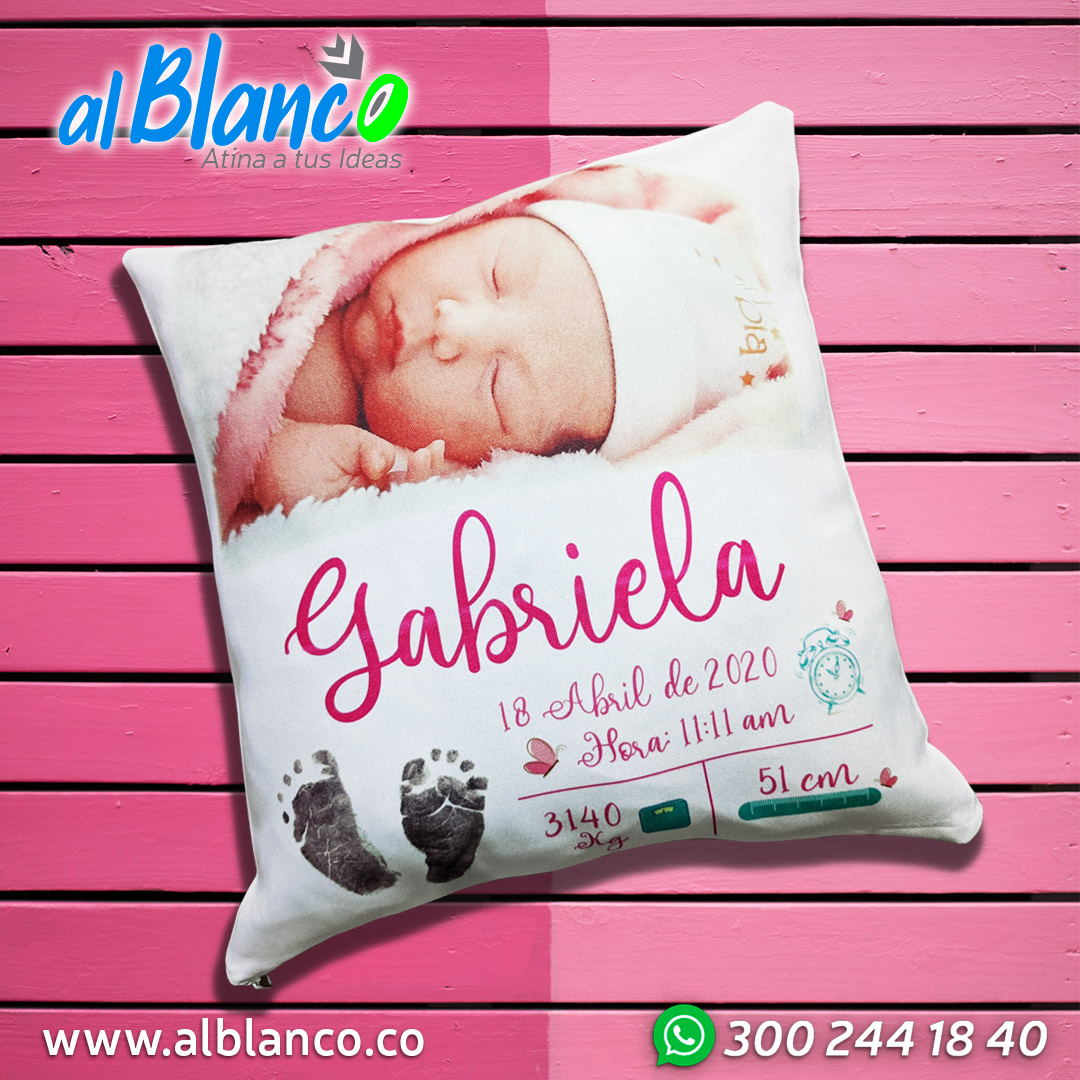 alBlanco
Atina a tus Ideas
Gabriela
18 Abril de 2020
Hora: 11:11 am
3140
Kg
51 cm
www.alblanco.co
300 244 18 40